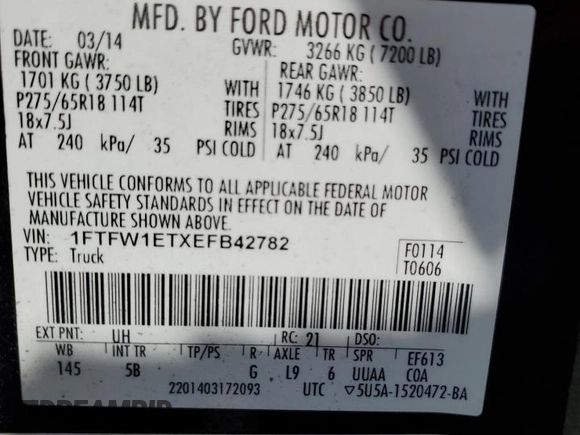 MFD. BY FORD MOTOR CO.
DATE: 03/14 GVWR: 3266 KG (7200 LB)
FRONT GAWR: REAR GAWR:
1701 KG (3750 LB) WITH 1746 KG (3850 LB) WITH
P275/65R18 114T TIRES P275/65R18 114T TIRES
18x7.5J RIMS 18x7.5J RIMS
AT 240 kPa/ 35 PSI COLD AT 240 kPa/ 35 PSI COLD
THIS VEHICLE CONFORMS TO ALL APPLICABLE FEDERAL MOTOR
VEHICLE SAFETY STANDARDS IN EFFECT ON THE DATE OF
MANUFACTURE SHOWN ABOVE.
VIN: 1FTFW1ETXEFB42782 F0114
TYPE: Truck T0606
EXT PNT: UH RC: 21 DSO:
WB INT TR TP/PS R AXLE TR SPR EF613
145 5B G L9 6 UUAA C0A
2201403172093 UTC ▽5U5A-1520472-BA